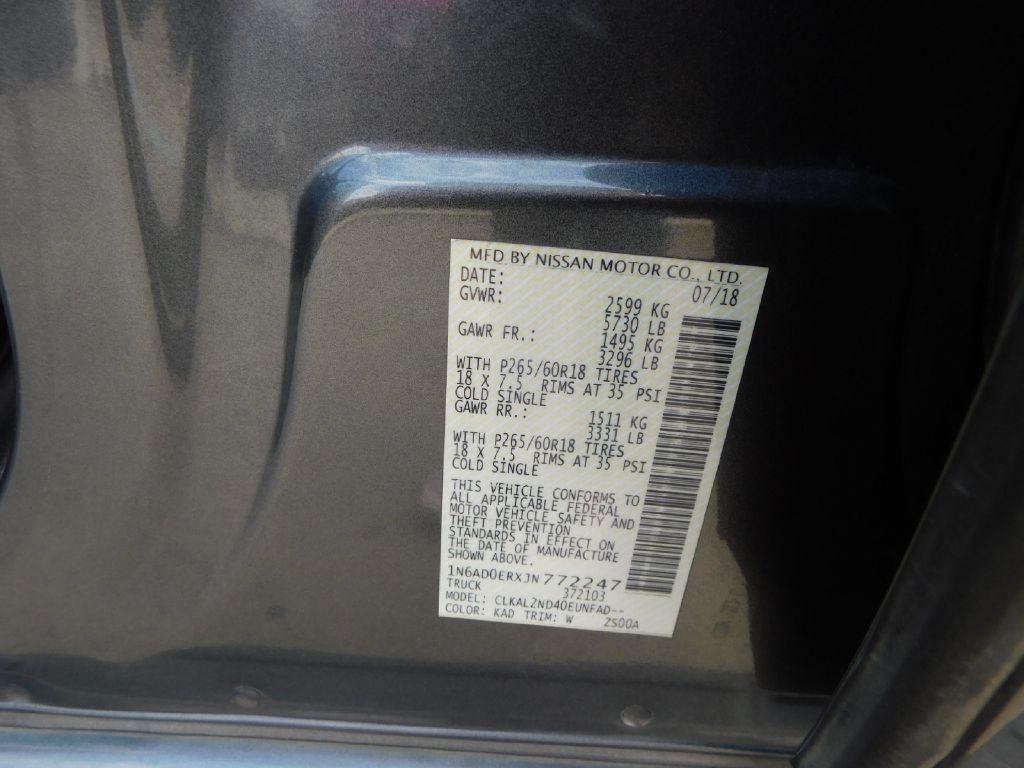 MFD BY NISSAN MOTOR CO., LTD.
DATE: 07/18
GVWR: 2599 KG
5730 LB
GAWR FR.: 1495 KG
3296 LB
WITH P265/60R18 TIRES
18 X 7.5 RIMS AT 35 PSI
COLD SINGLE
GAWR RR.: 1511 KG
3331 LB
WITH P265/60R18 TIRES
18 X 7.5 RIMS AT 35 PSI
COLD SINGLE
THIS VEHICLE CONFORMS TO
ALL APPLICABLE FEDERAL
MOTOR VEHICLE SAFETY AND
THEFT PREVENTION
STANDARDS IN EFFECT ON
THE DATE OF MANUFACTURE
SHOWN ABOVE.
1N6AD0ERXJN772247
TRUCK 372103
MODEL: CLKAL2ND40EUNFAD--
COLOR: KAD TRIM: W ZS00A